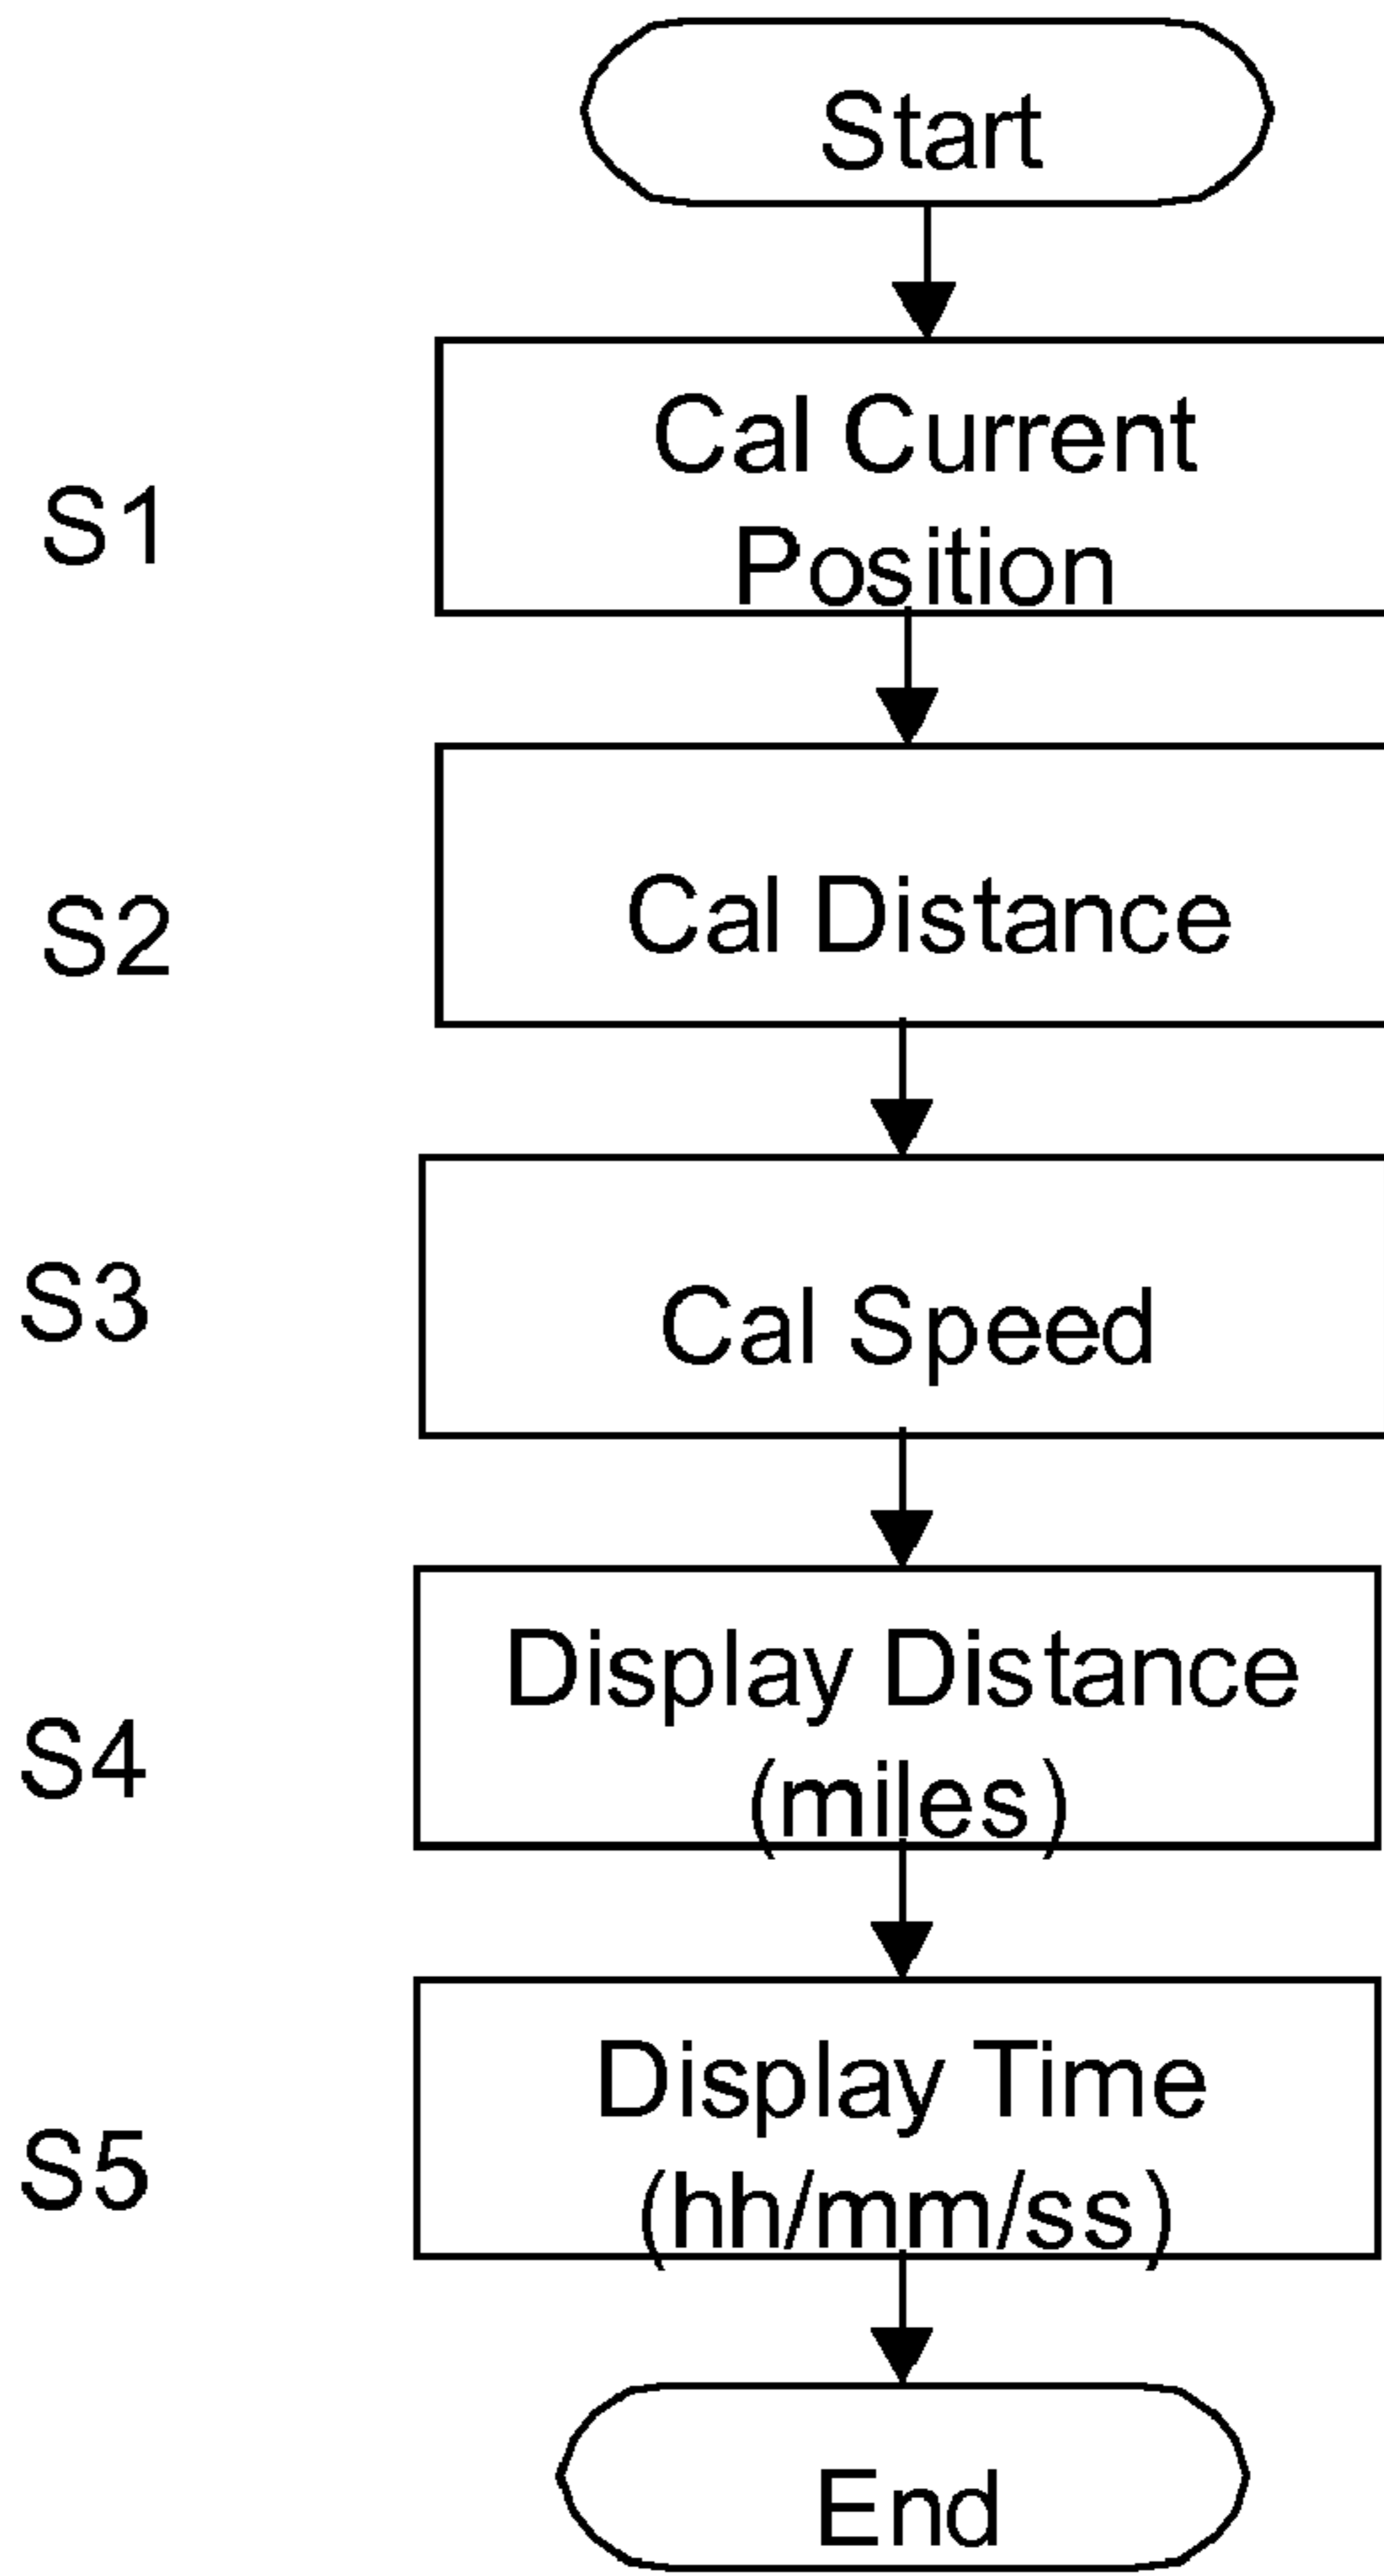 Start
S1
Cal Current
Position
S2
Cal Distance
S3
Cal Speed
S4
Display Distance
(miles)
S5
Display Time
(hh/mm/ss)
End